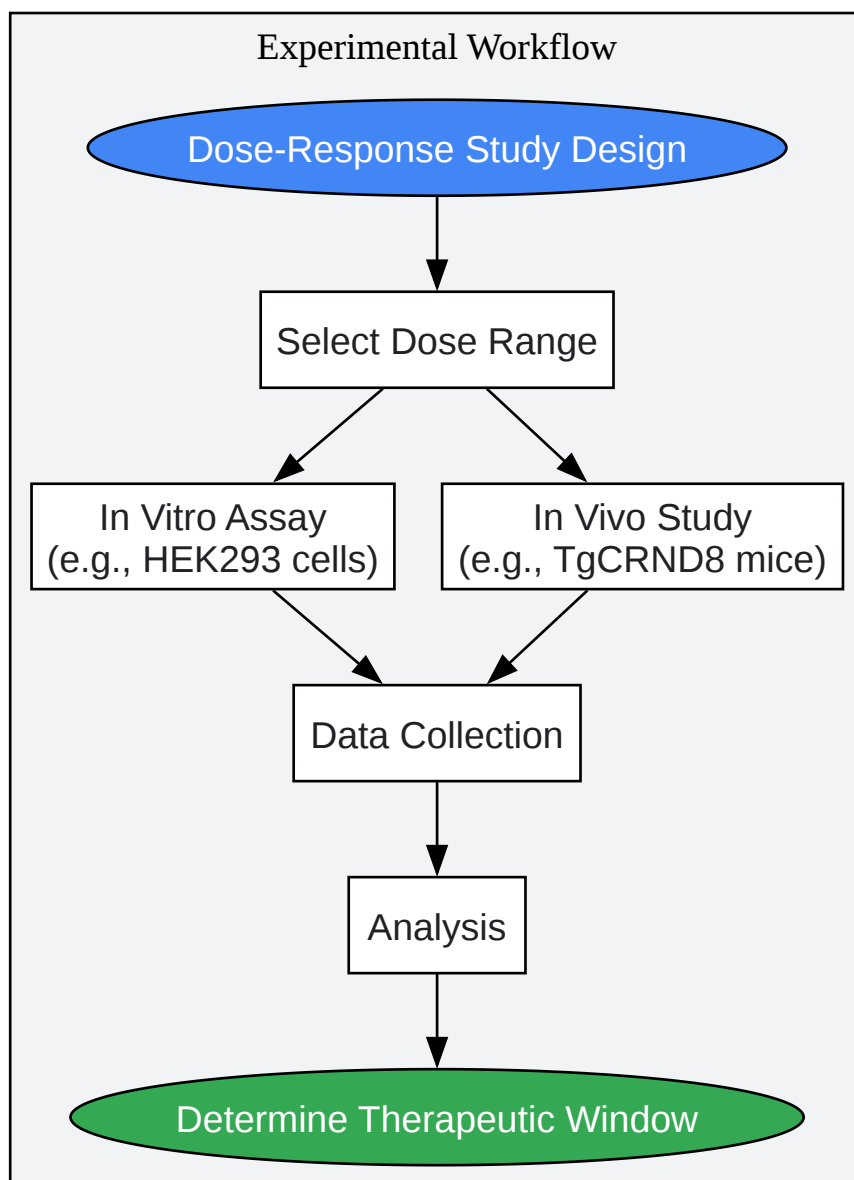 Experimental Workflow
Dose-Response Study Design
Select Dose Range
In Vitro Assay
(e.g., HEK293 cells)
In Vivo Study
(e.g., TgCRND8 mice)
Data Collection
Analysis
Determine Therapeutic Window